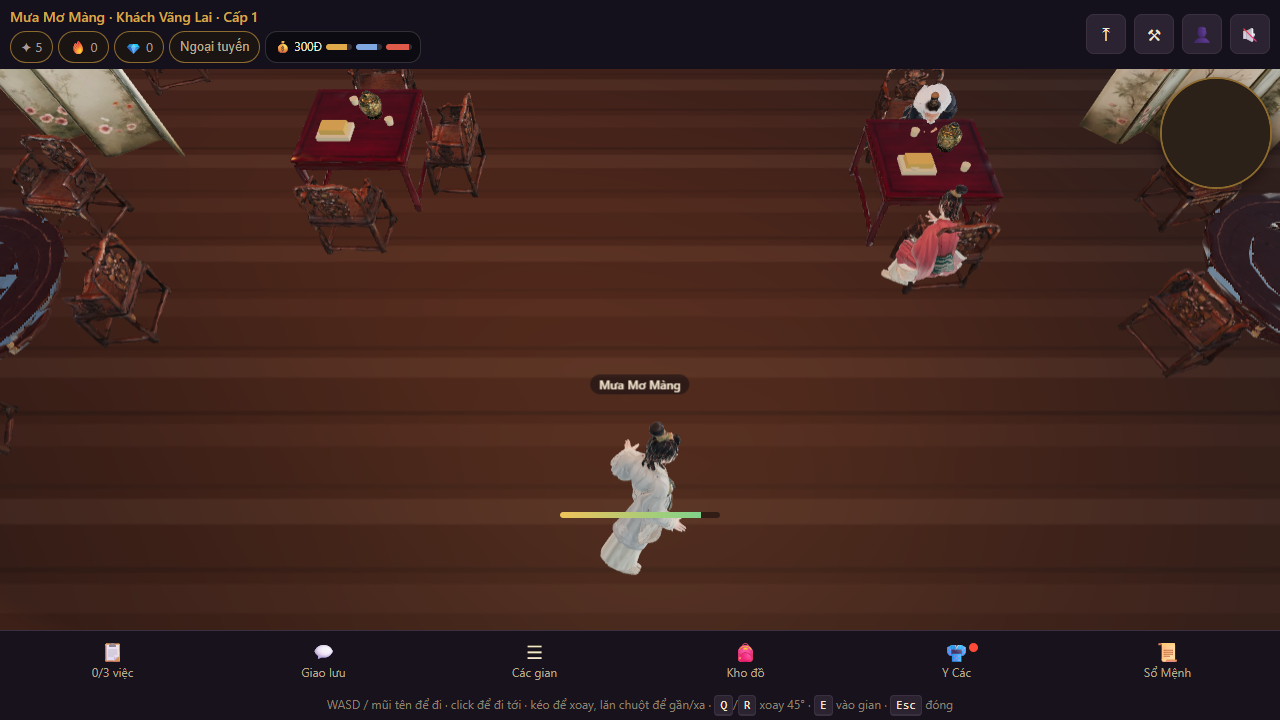 Mưa Mơ Màng · Khách Vãng Lai · Cấp 1
✦ 5 0 0 Ngoại tuyến 300Đ
Mưa Mơ Màng
0/3 việc Giao lưu Các gian Kho đồ Y Các Sổ Mệnh
WASD / mũi tên để đi · click để đi tới · kéo để xoay, lăn chuột để gần/xa · Q / R xoay 45° · E vào gian · Esc đóng